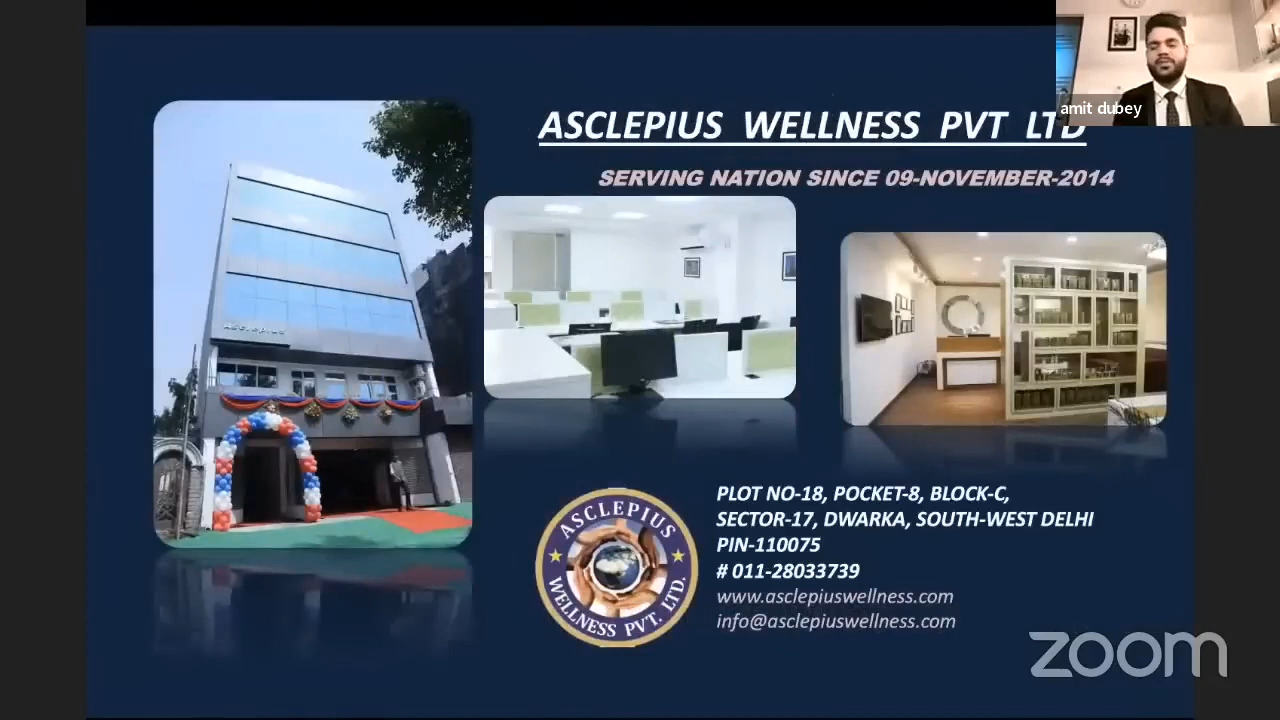 amit dubey
ASCLEPIUS WELLNESS PVT LTD
SERVING NATION SINCE 09-NOVEMBER-2014
Asclepius
PLOT NO-18, POCKET-8, BLOCK-C,
SECTOR-17, DWARKA, SOUTH-WEST DELHI
PIN-110075
# 011-28033739
www.asclepiuswellness.com
info@asclepiuswellness.com
ASCLEPIUS
WELLNESS PVT. LTD.
zoom